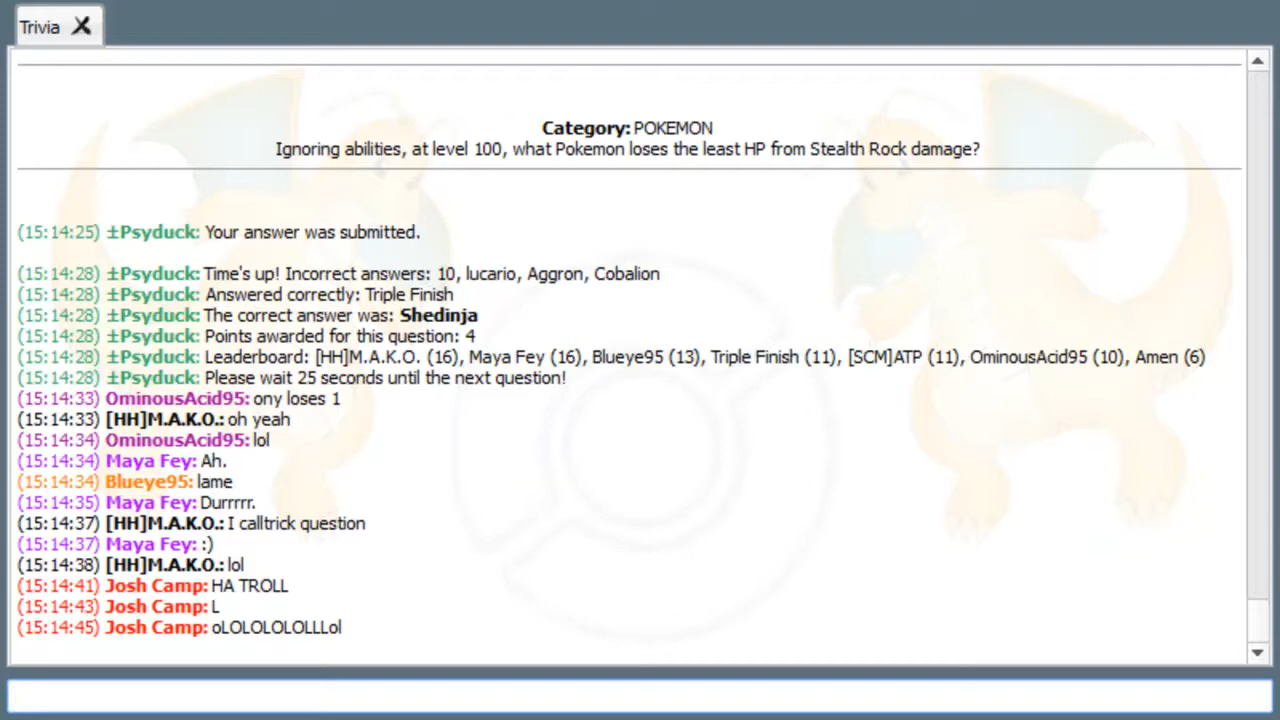 Trivia X
Category: POKEMON
Ignoring abilities, at level 100, what Pokemon loses the least HP from Stealth Rock damage?
(15:14:25) ±Psyduck: Your answer was submitted.
(15:14:28) ±Psyduck: Time's up! Incorrect answers: 10, lucario, Aggron, Cobalion
(15:14:28) ±Psyduck: Answered correctly: Triple Finish
(15:14:28) ±Psyduck: The correct answer was: Shedinja
(15:14:28) ±Psyduck: Points awarded for this question: 4
(15:14:28) ±Psyduck: Leaderboard: [HH]M.A.K.O. (16), Maya Fey (16), Blueye95 (13), Triple Finish (11), [SCM]ATP (11), OminousAcid95 (10), Amen (6)
(15:14:28) ±Psyduck: Please wait 25 seconds until the next question!
(15:14:33) OminousAcid95: ony loses 1
(15:14:33) [HH]M.A.K.O.: oh yeah
(15:14:34) OminousAcid95: lol
(15:14:34) Maya Fey: Ah.
(15:14:34) Blueye95: lame
(15:14:35) Maya Fey: Durrrrr.
(15:14:37) [HH]M.A.K.O.: I calltrick question
(15:14:37) Maya Fey: :)
(15:14:38) [HH]M.A.K.O.: lol
(15:14:41) Josh Camp: HA TROLL
(15:14:43) Josh Camp: L
(15:14:45) Josh Camp: oLOLOLOLOLLLol